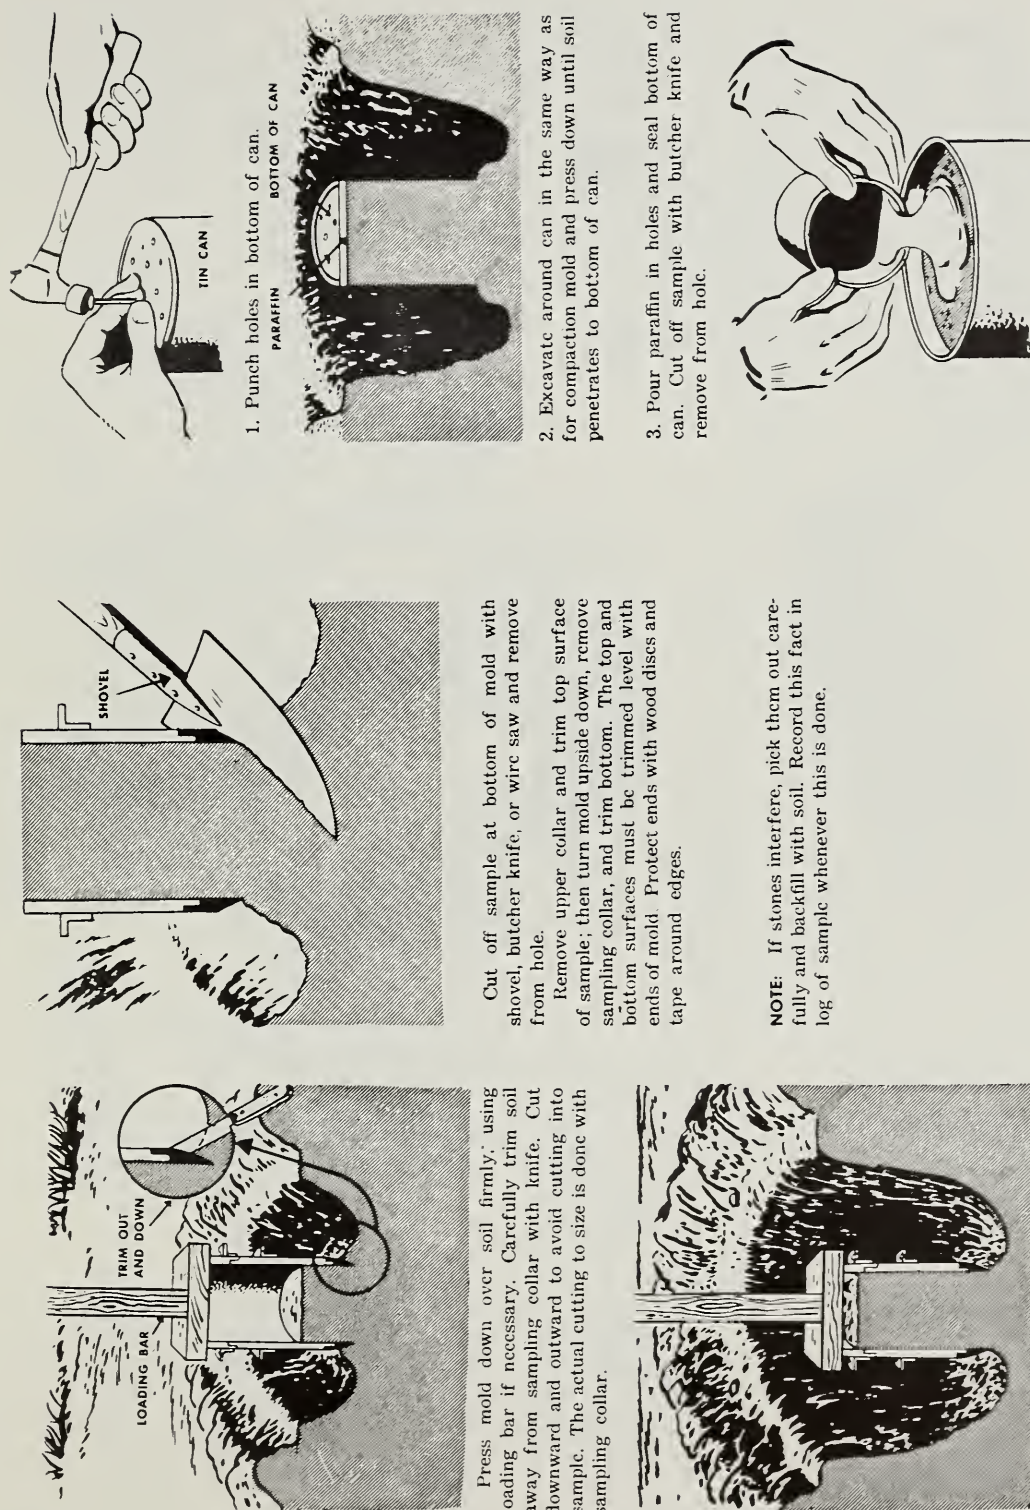 LOADING BAR
TRIM OUT
AND DOWN
Press mold down over soil firmly, using
oading bar if necessary. Carefully trim soil
away from sampling collar with knife. Cut
downward and outward to avoid cutting into
sample. The actual cutting to size is done with
sampling collar.
SHOVEL
Cut off sample at bottom of mold with
shovel, butcher knife, or wire saw and remove
from hole.
Remove upper collar and trim top surface
of sample; then turn mold upside down, remove
sampling collar, and trim bottom. The top and
bottom surfaces must be trimmed level with
ends of mold. Protect ends with wood discs and
tape around edges.
NOTE: If stones interfere, pick them out care-
fully and backfill with soil. Record this fact in
log of sample whenever this is done.
TIN CAN
1. Punch holes in bottom of can.
PARAFFIN BOTTOM OF CAN
2. Excavate around can in the same way as
for compaction mold and press down until soil
penetrates to bottom of can.
3. Pour paraffin in holes and seal bottom of
can. Cut off sample with butcher knife and
remove from hole.